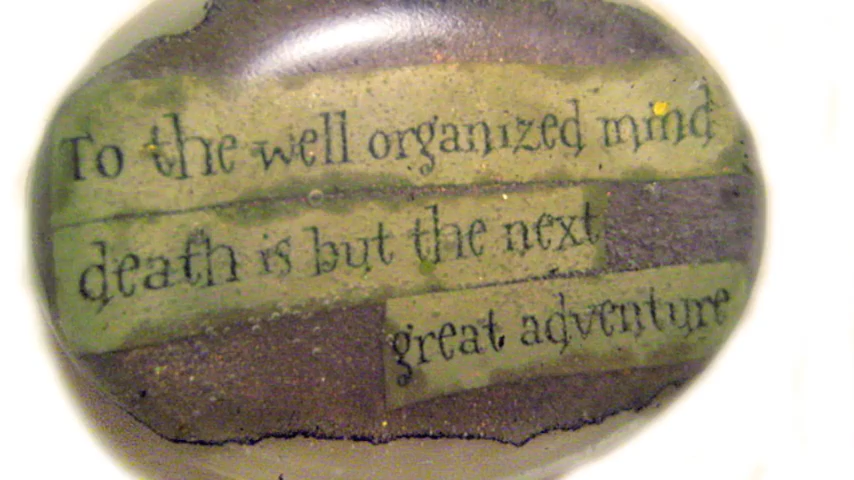 To the well organized mind
death is but the next
great adventure